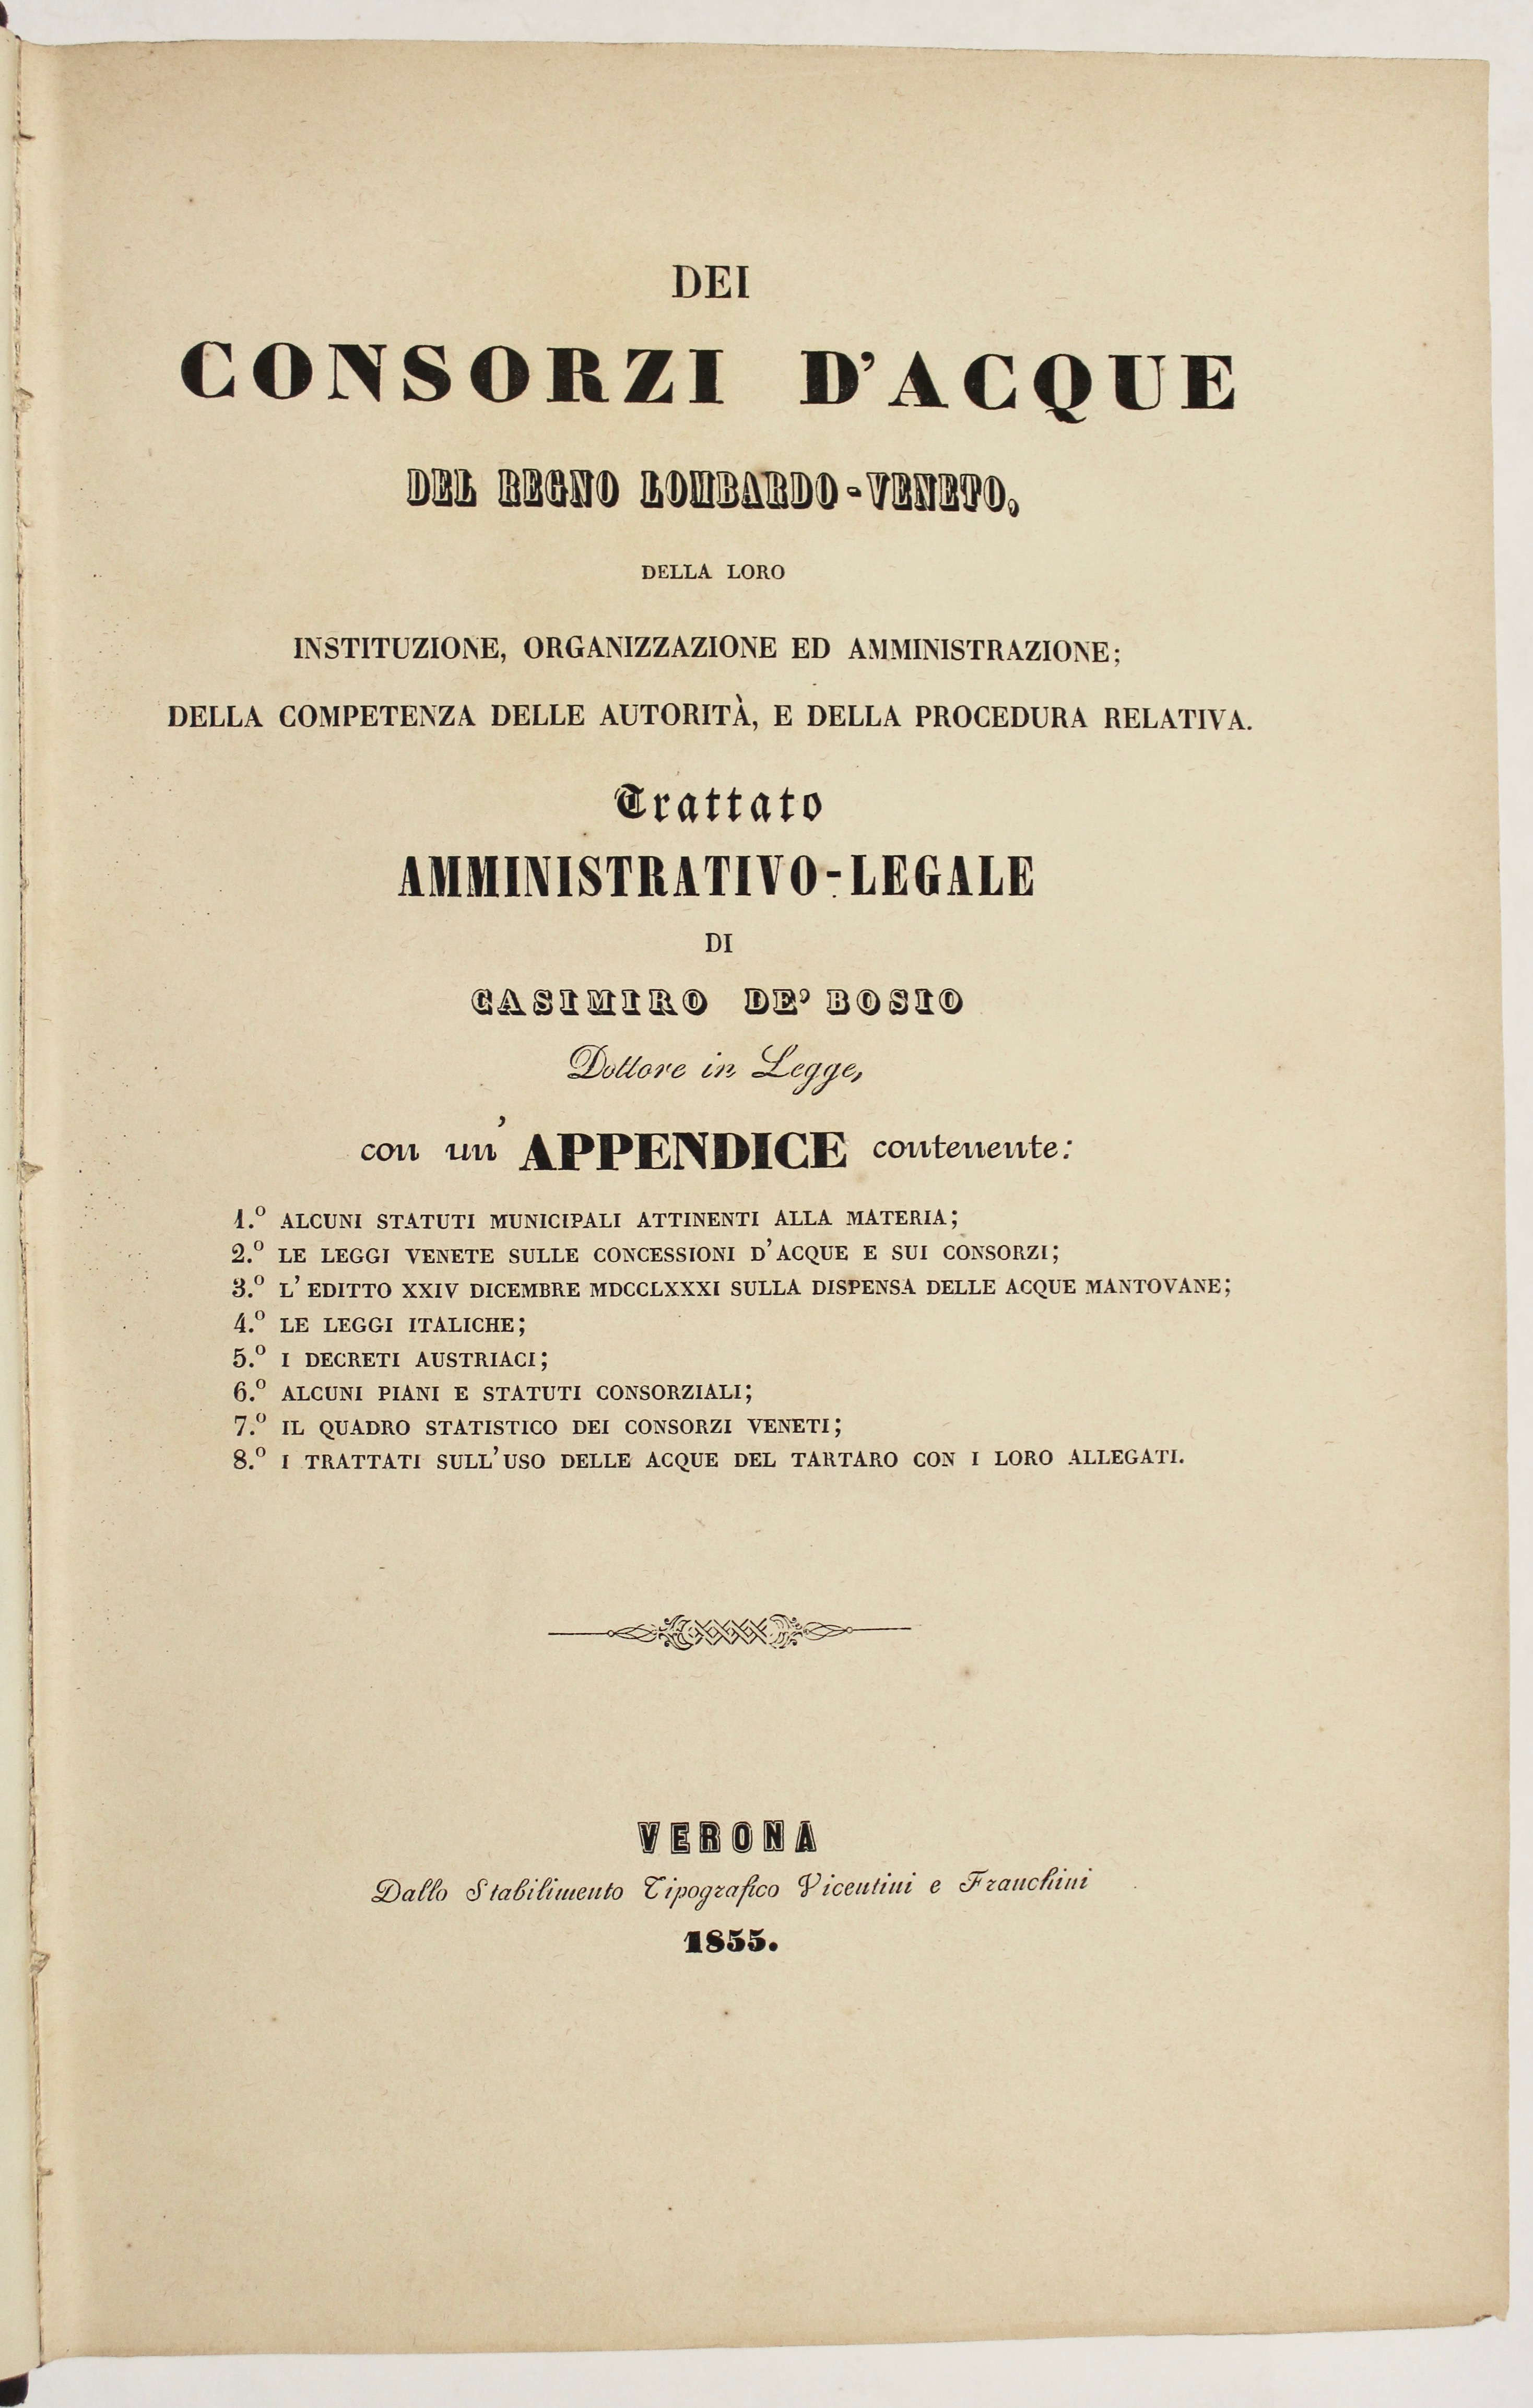 DEI
CONSORZI D'ACQUE
DEL REGNO LOMBARDO-VENETO,
DELLA LORO
INSTITUZIONE, ORGANIZZAZIONE ED AMMINISTRAZIONE;
DELLA COMPETENZA DELLE AUTORITÀ, E DELLA PROCEDURA RELATIVA.
Trattato
AMMINISTRATIVO-LEGALE
DI
CASIMIRO DE' BOSIO
Dottore in Legge,
con un' APPENDICE contenente:
1.º ALCUNI STATUTI MUNICIPALI ATTINENTI ALLA MATERIA;
2.º LE LEGGI VENETE SULLE CONCESSIONI D'ACQUE E SUI CONSORZI;
3.º L'EDITTO XXIV DICEMBRE MDCCLXXXI SULLA DISPENSA DELLE ACQUE MANTOVANE;
4.º LE LEGGI ITALICHE;
5.º I DECRETI AUSTRIACI;
6.º ALCUNI PIANI E STATUTI CONSORZIALI;
7.º IL QUADRO STATISTICO DEI CONSORZI VENETI;
8.º I TRATTATI SULL'USO DELLE ACQUE DEL TARTARO CON I LORO ALLEGATI.
VERONA
Dallo Stabilimento Tipografico Vicentini e Franchini
1855.